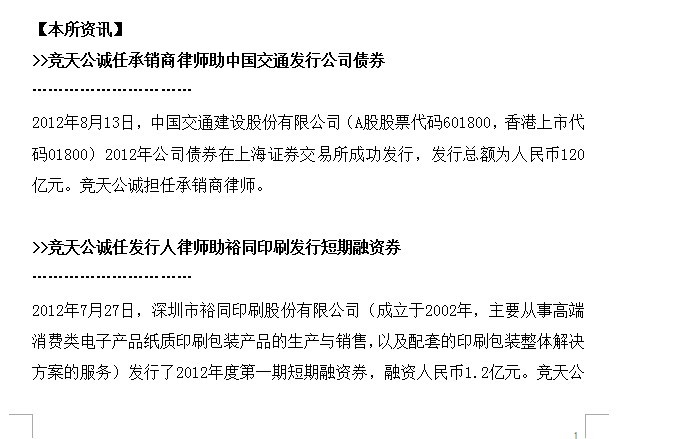 【本所资讯】
>>竞天公诚任承销商律师助中国交通发行公司债券
------------------------------
2012年8月13日，中国交通建设股份有限公司（A股股票代码601800，香港上市代
码01800）2012年公司债券在上海证券交易所成功发行，发行总额为人民币120
亿元。竞天公诚担任承销商律师。
>>竞天公诚任发行人律师助裕同印刷发行短期融资券
------------------------------
2012年7月27日，深圳市裕同印刷股份有限公司（成立于2002年，主要从事高端
消费类电子产品纸质印刷包装产品的生产与销售，以及配套的印刷包装整体解决
方案的服务）发行了2012年度第一期短期融资券，融资人民币1.2亿元。竞天公
1